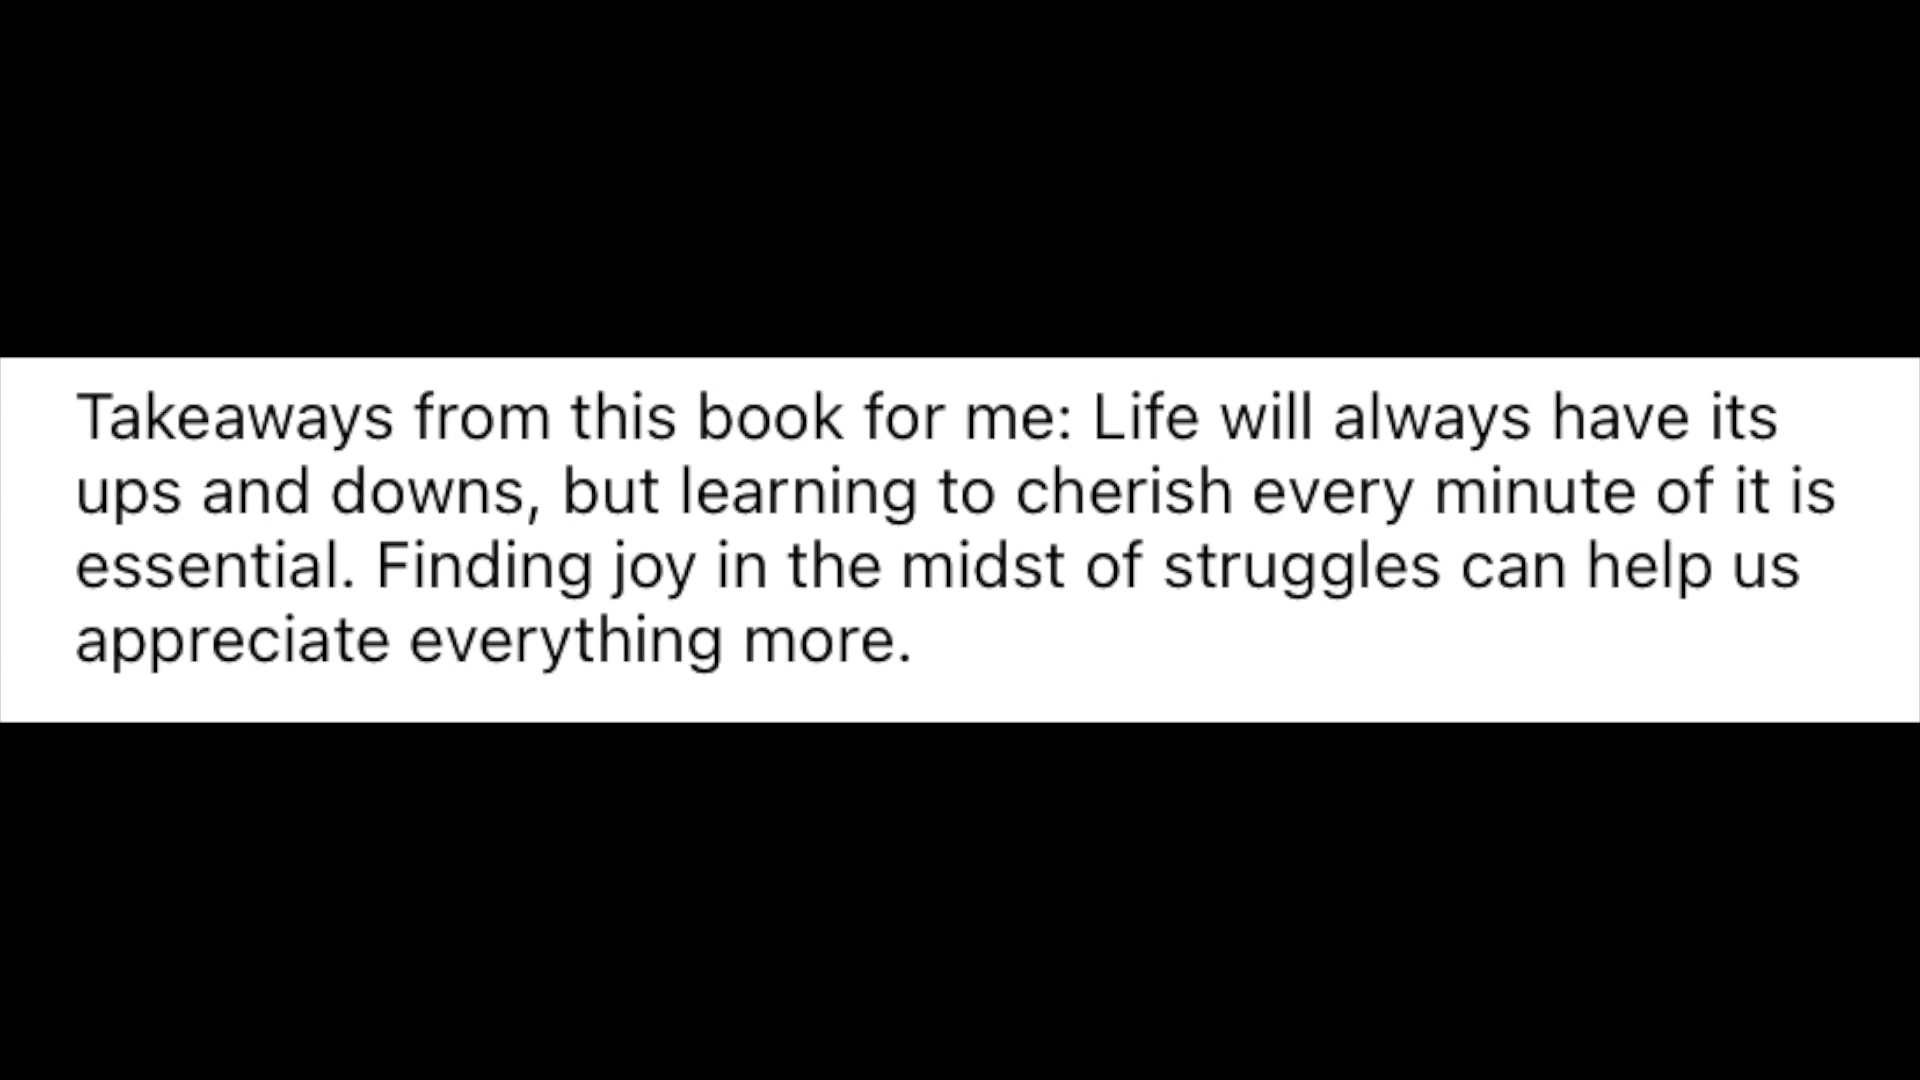 Takeaways from this book for me: Life will always have its
ups and downs, but learning to cherish every minute of it is
essential. Finding joy in the midst of struggles can help us
appreciate everything more.